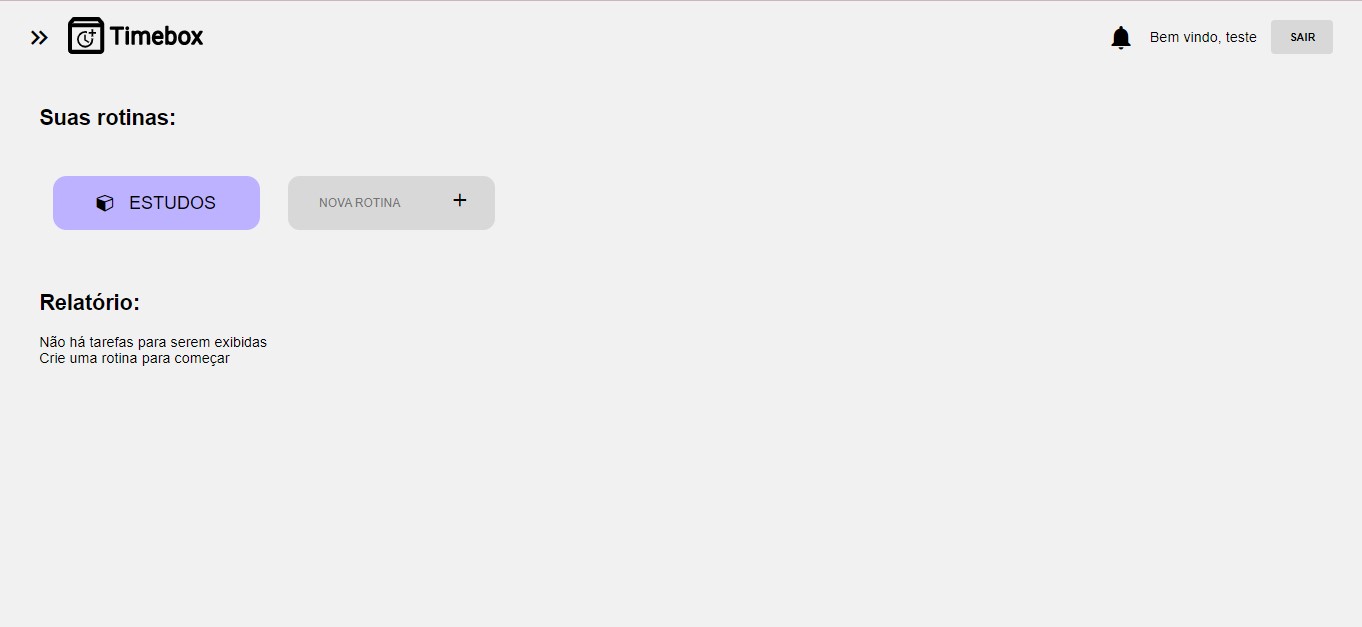 Timebox
Bem vindo, teste
SAIR
Suas rotinas:
ESTUDOS
NOVA ROTINA +
Relatório:
Não há tarefas para serem exibidas
Crie uma rotina para começar